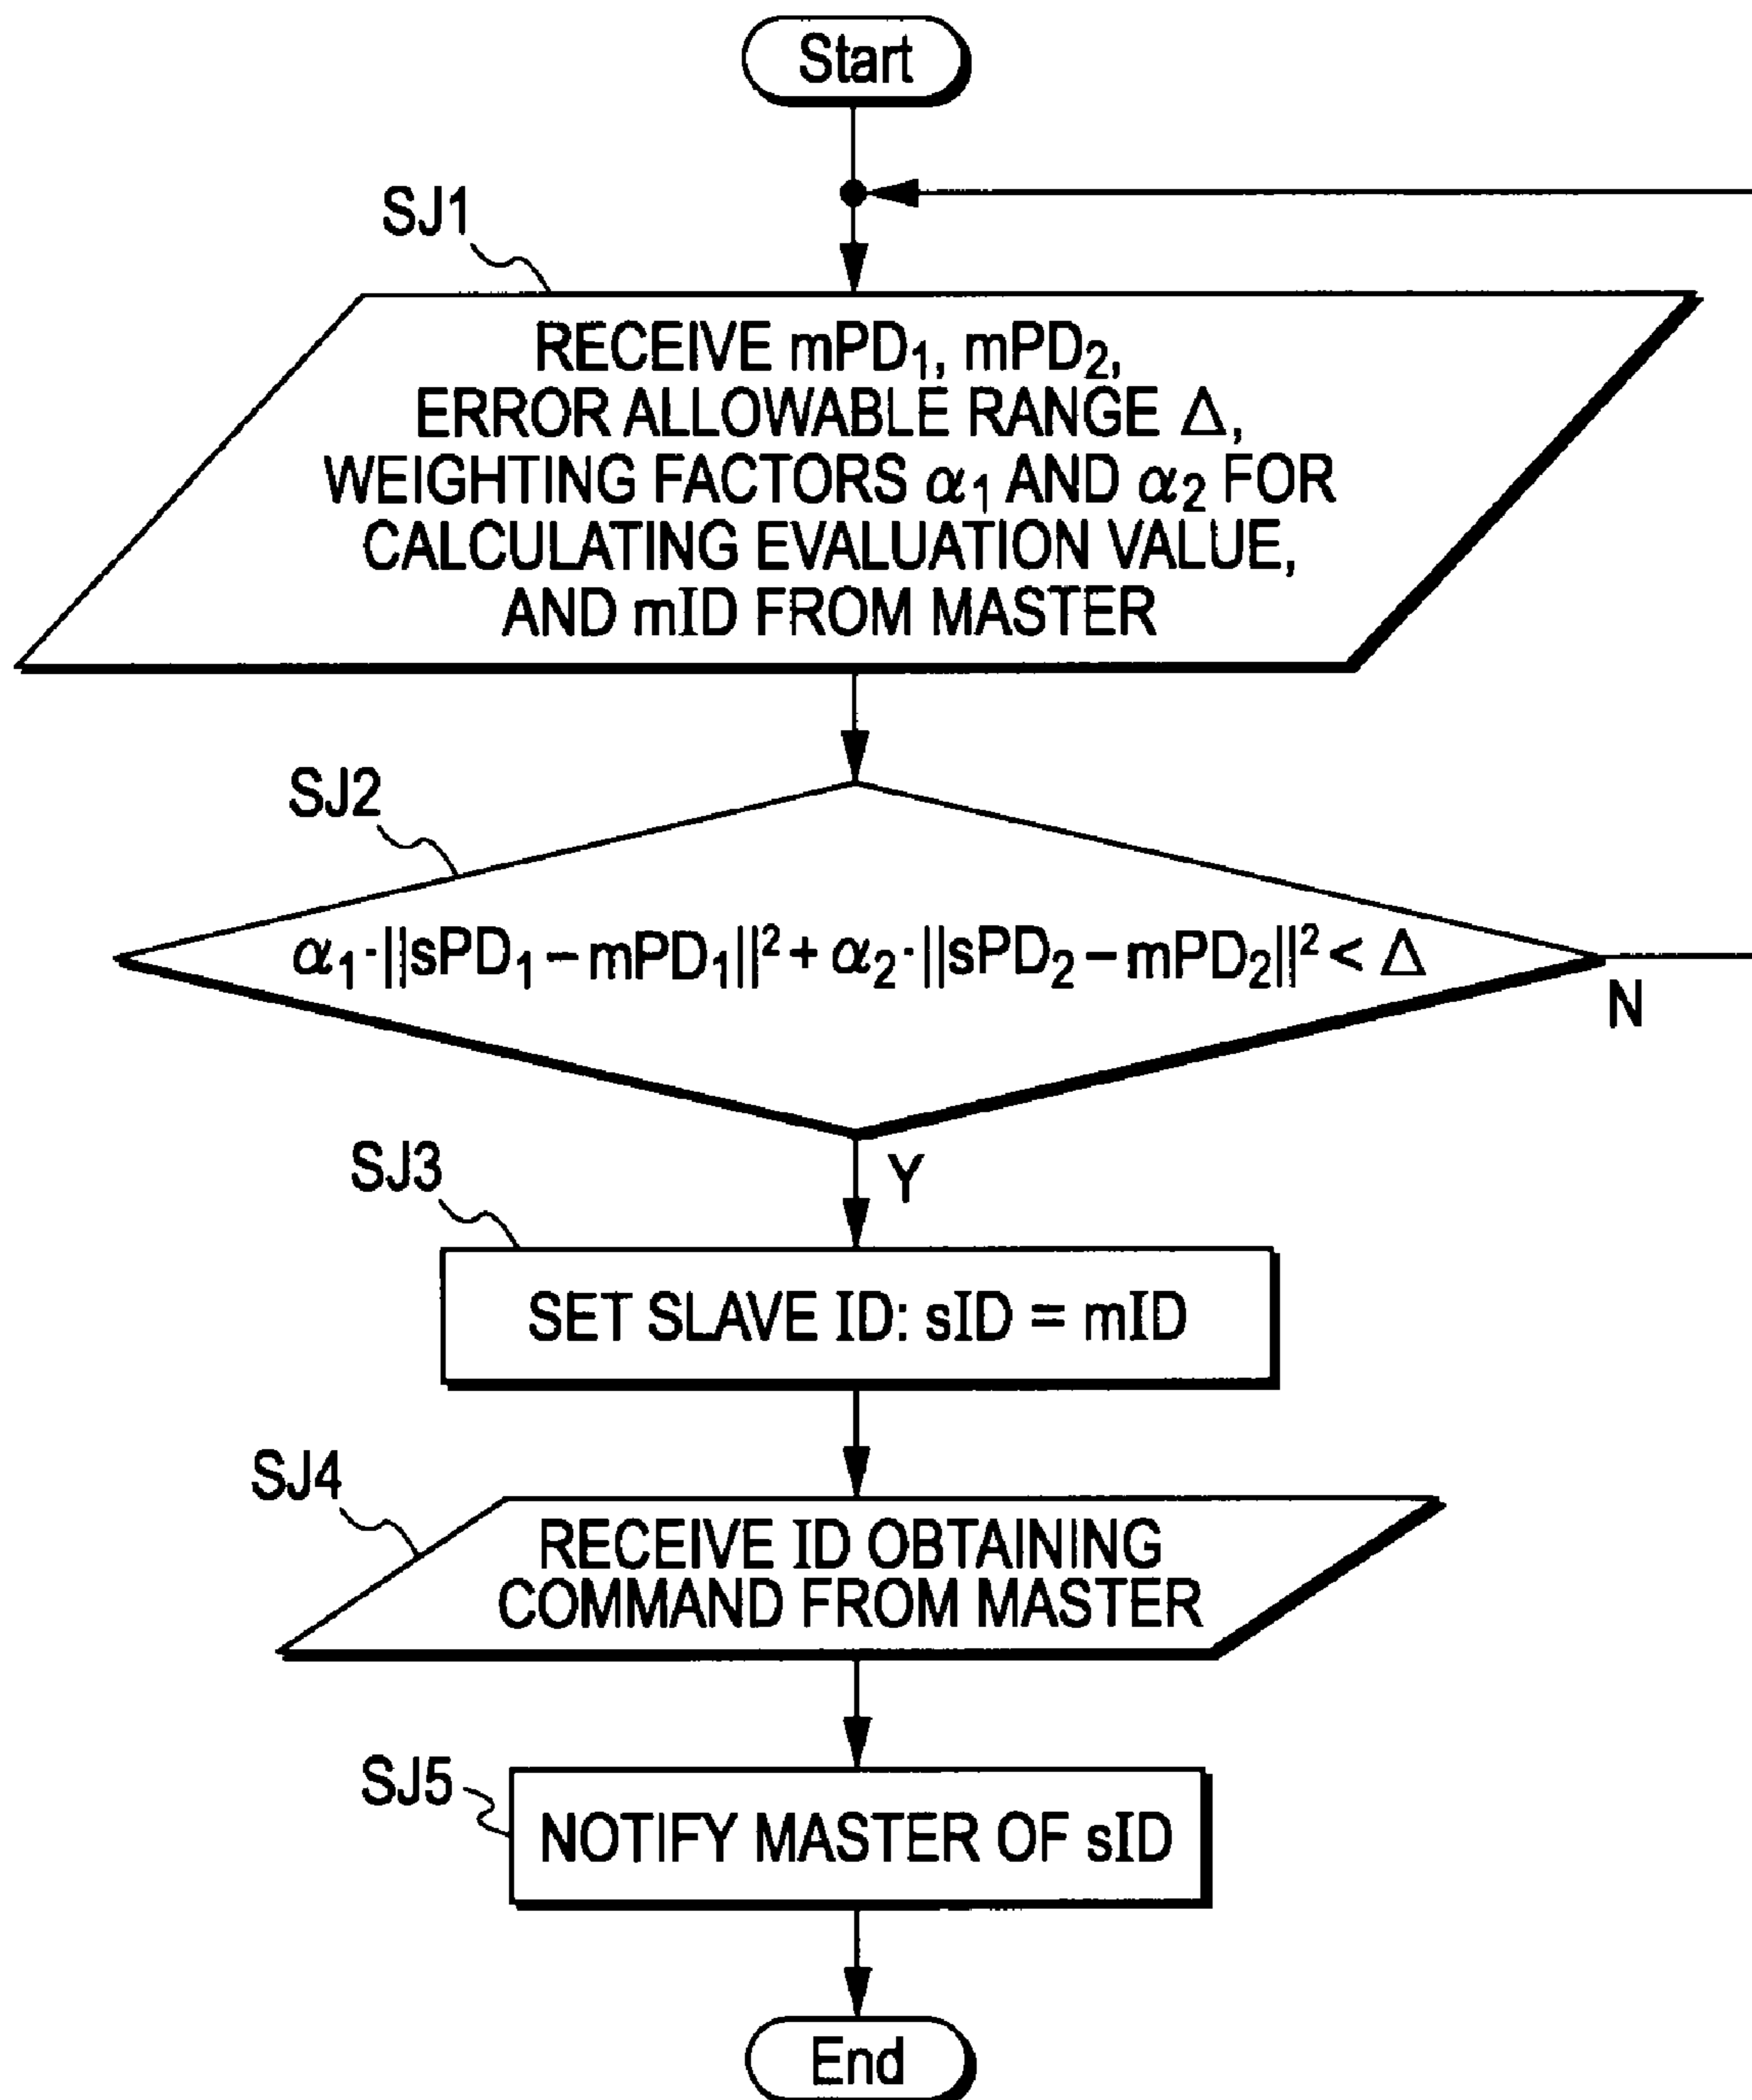 Start
SJ1
RECEIVE mPD₁, mPD₂,
ERROR ALLOWABLE RANGE Δ,
WEIGHTING FACTORS α₁ AND α₂ FOR
CALCULATING EVALUATION VALUE,
AND mID FROM MASTER
SJ2
α₁·||sPD₁−mPD₁||²+α₂·||sPD₂−mPD₂||²<Δ
N
Y
SJ3
SET SLAVE ID: sID = mID
SJ4
RECEIVE ID OBTAINING
COMMAND FROM MASTER
SJ5
NOTIFY MASTER OF sID
End